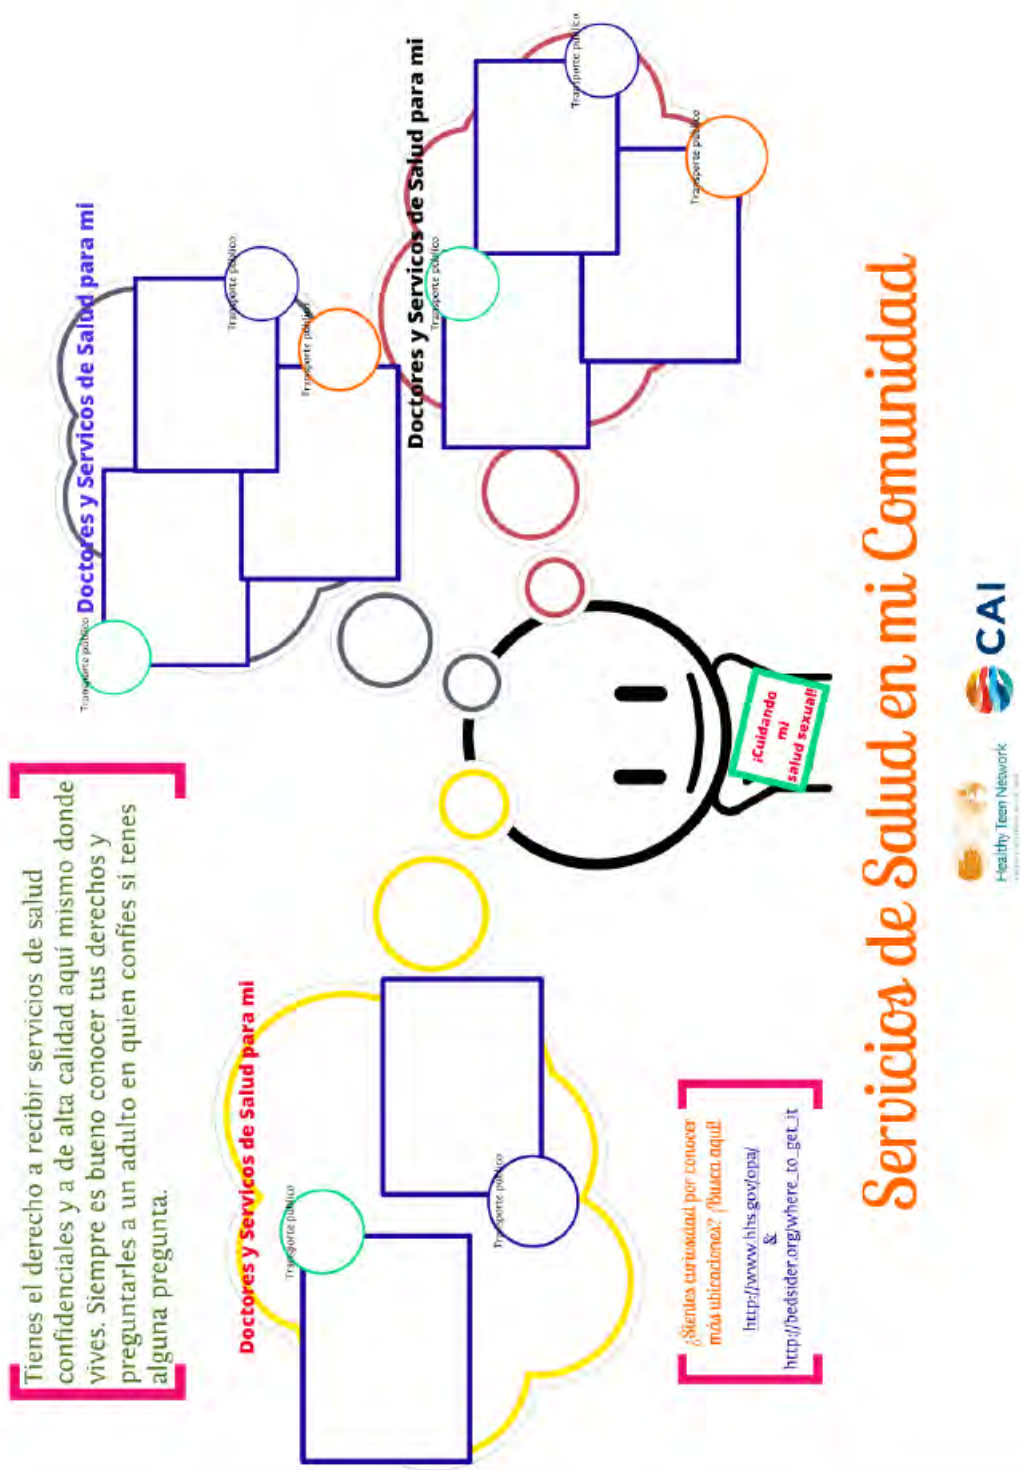 Tienes el derecho a recibir servicios de salud
confidenciales y a de alta calidad aquí mismo donde
vives. Siempre es bueno conocer tus derechos y
preguntarles a un adulto en quien confíes si tenes
alguna pregunta.
Doctores y Servicos de Salud para mi
Transporte público
Transporte público
Transporte público
Doctores y Servicos de Salud para mi
Transporte público
Transporte público
Doctores y Servicos de Salud para mi
Transporte público
Transporte público
Transporte público
¡Cuidando
mi
salud sexual!
¿Sientes curiosidad por conocer
más ubicaciones? ¡Busca aquí!
http://www.hhs.gov/opa/
&
http://bedsider.org/where_to_get_it
Servicios de Salud en mi Comunidad
Healthy Teen Network
CAI